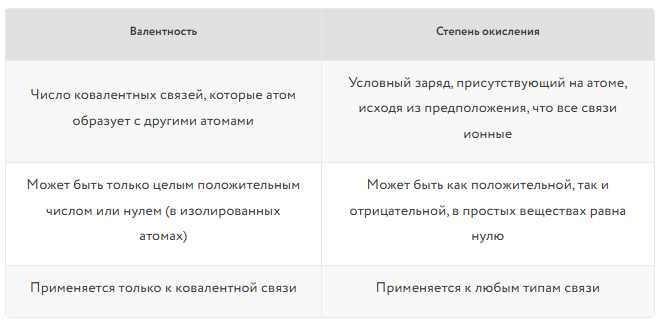 Валентность
Степень окисления
Число ковалентных связей, которые атом
образует с другими атомами
Условный заряд, присутствующий на атоме,
исходя из предположения, что все связи
ионные
Может быть только целым положительным
числом или нулем (в изолированных
атомах)
Может быть как положительной, так и
отрицательной, в простых веществах равна
нулю
Применяется только к ковалентной связи
Применяется к любым типам связи